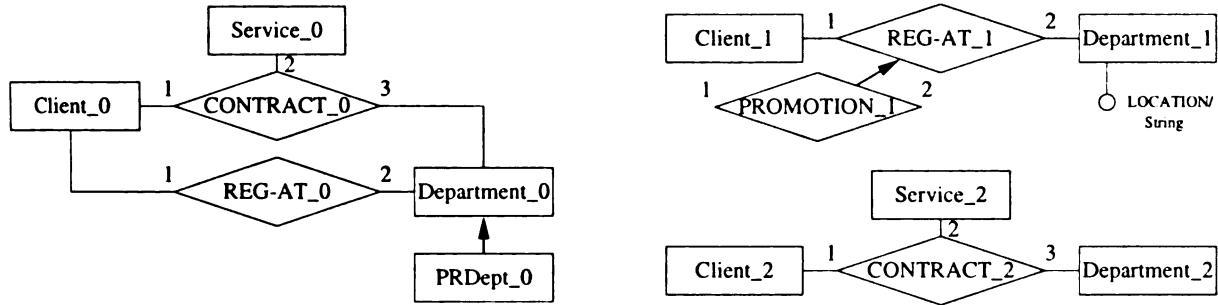 Service_0
2
1
3
Client_0
CONTRACT_0
1
REG-AT_0
2
Department_0
PRDept_0
Client_1
1
REG-AT_1
2
Department_1
1
PROMOTION_1
2
LOCATION/
String
Service_2
2
Client_2
1
CONTRACT_2
3
Department_2